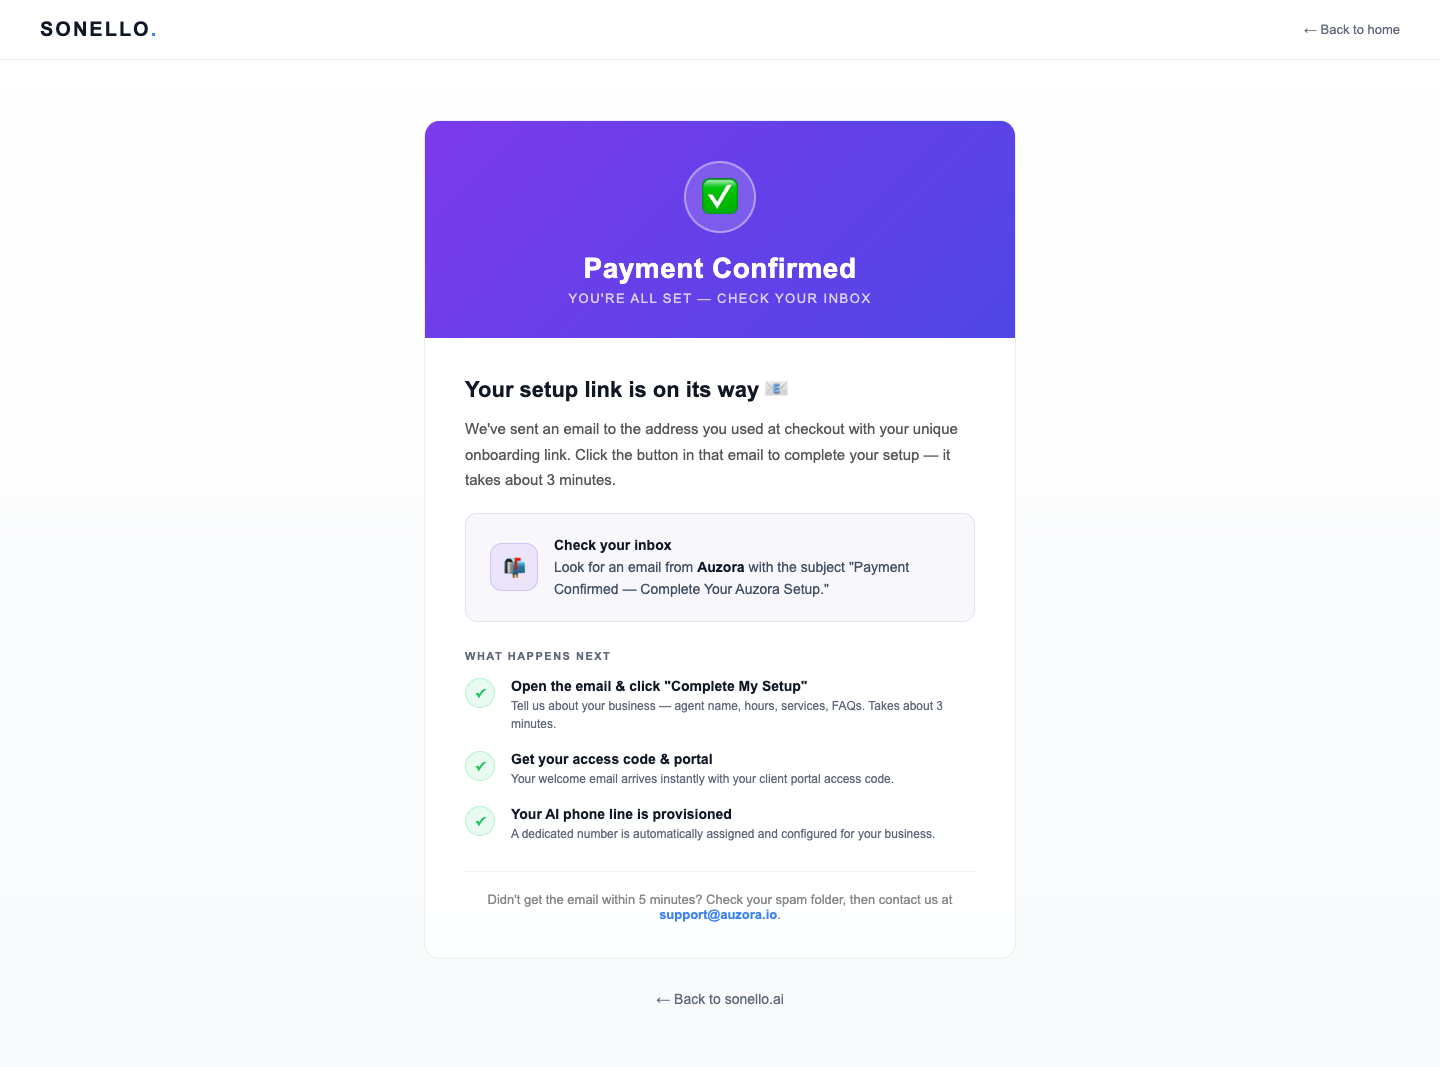 SONELLO.
← Back to home
Payment Confirmed
YOU'RE ALL SET — CHECK YOUR INBOX
Your setup link is on its way
We've sent an email to the address you used at checkout with your unique
onboarding link. Click the button in that email to complete your setup — it
takes about 3 minutes.
Check your inbox
Look for an email from Auzora with the subject "Payment
Confirmed — Complete Your Auzora Setup."
WHAT HAPPENS NEXT
Open the email & click "Complete My Setup"
Tell us about your business — agent name, hours, services, FAQs. Takes about 3
minutes.
Get your access code & portal
Your welcome email arrives instantly with your client portal access code.
Your AI phone line is provisioned
A dedicated number is automatically assigned and configured for your business.
Didn't get the email within 5 minutes? Check your spam folder, then contact us at
support@auzora.io.
← Back to sonello.ai